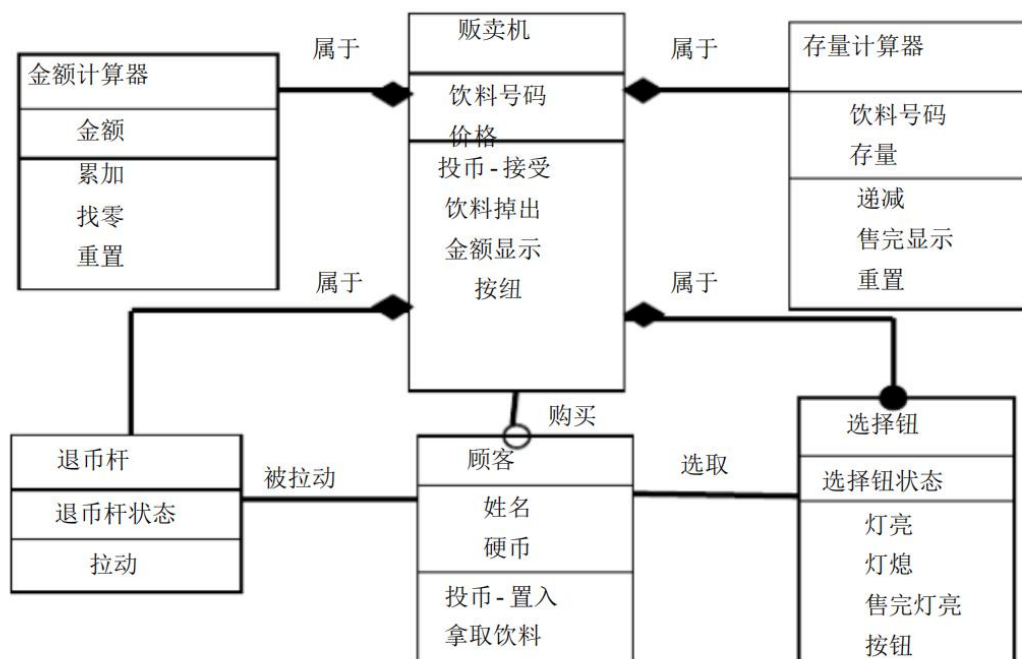 属于
贩卖机
属于
存量计算器
金额计算器
饮料号码
价格
金额
饮料号码
存量
累加
找零
重置
投币-接受
饮料掉出
金额显示
按纽
递减
售完显示
重置
属于
属于
购买
退币杆
被拉动
顾客
选取
选择钮
退币杆状态
姓名
硬币
选择钮状态
拉动
投币-置入
拿取饮料
灯亮
灯熄
售完灯亮
按钮